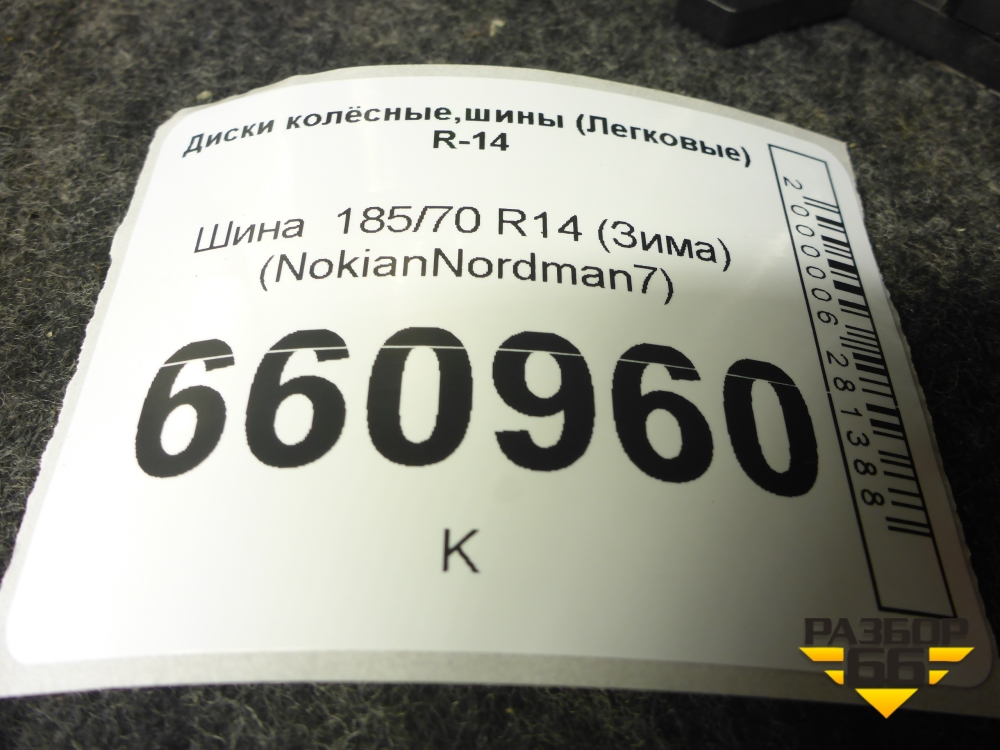 Диски колёсные,шины (Легковые)
R-14
Шина 185/70 R14 (Зима)
(NokianNordman7)
660960
К
2000006281388
РАЗБОР
66